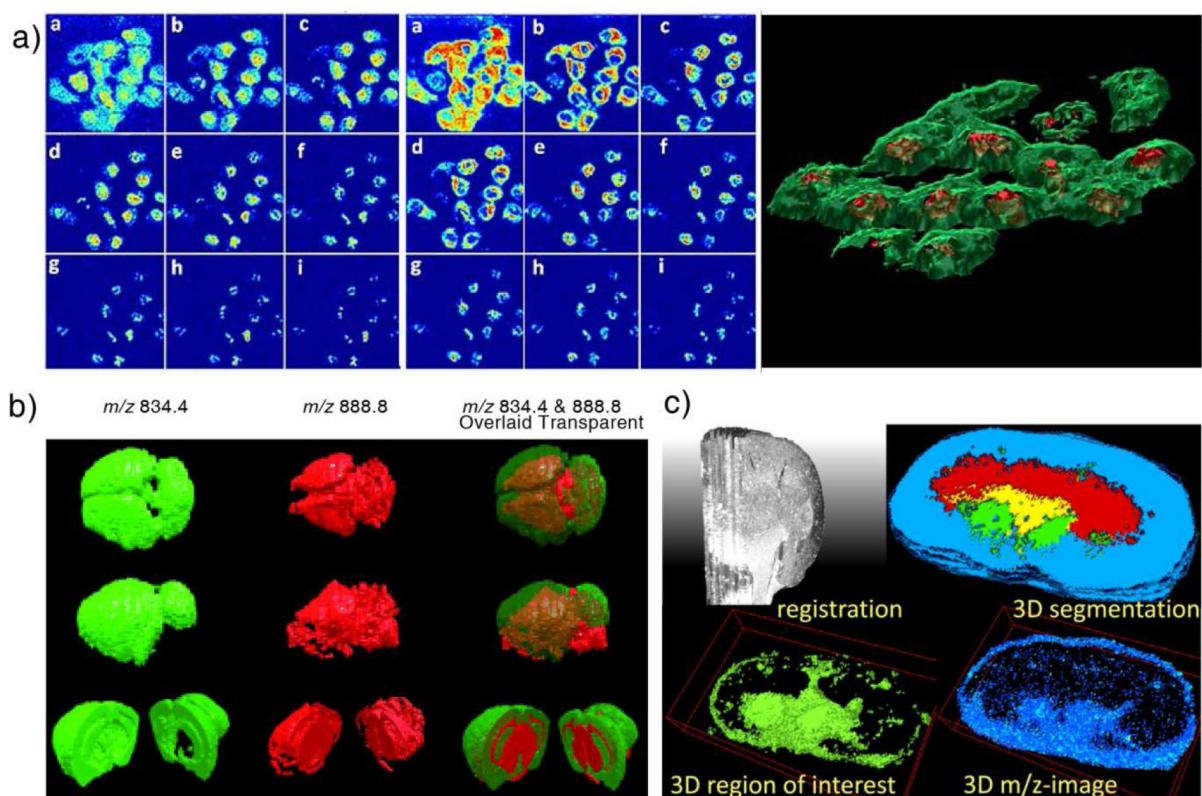 a)
a
b
c
d
e
f
g
h
i
a
b
c
d
e
f
g
h
i
b)
m/z 834.4
m/z 888.8
m/z 834.4 & 888.8
Overlaid Transparent
c)
registration
3D segmentation
3D region of interest
3D m/z-image